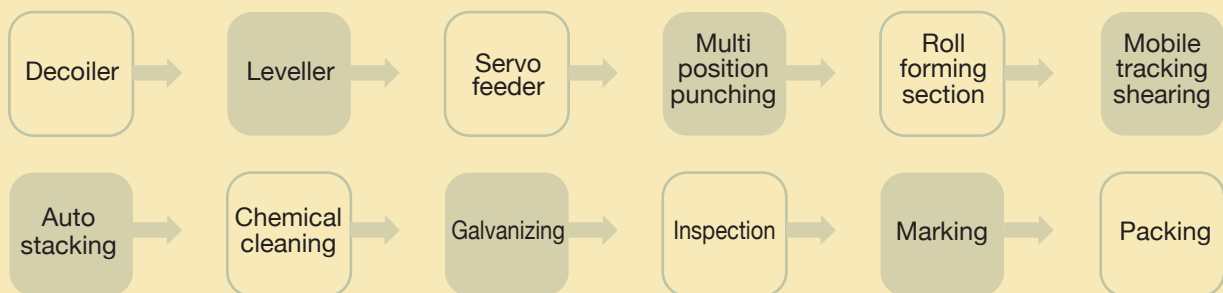 Decoiler
Leveller
Servo
feeder
Multi
position
punching
Roll
forming
section
Mobile
tracking
shearing
Auto
stacking
Chemical
cleaning
Galvanizing
Inspection
Marking
Packing